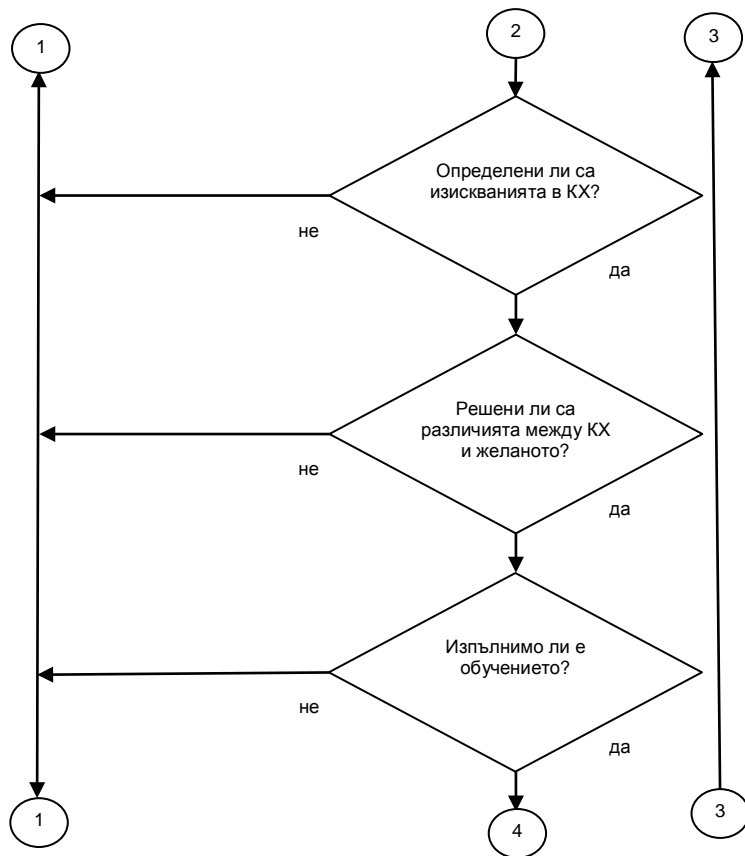 1
2
3
Определени ли са
изискванията в КХ?
не
да
Решени ли са
различията между КХ
и желаното?
не
да
Изпълнимо ли е
обучението?
не
да
1
4
3